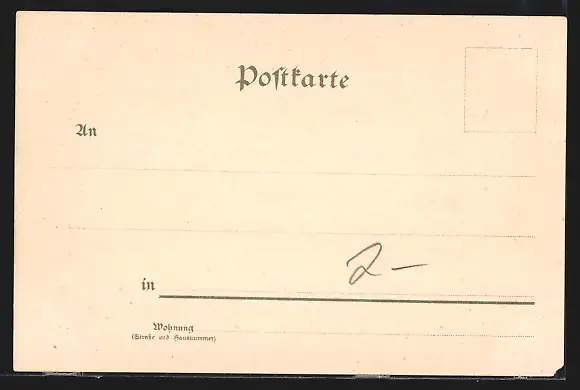 Postkarte
An
2 –
in
Wohnung
(Straße und Hausnummer)